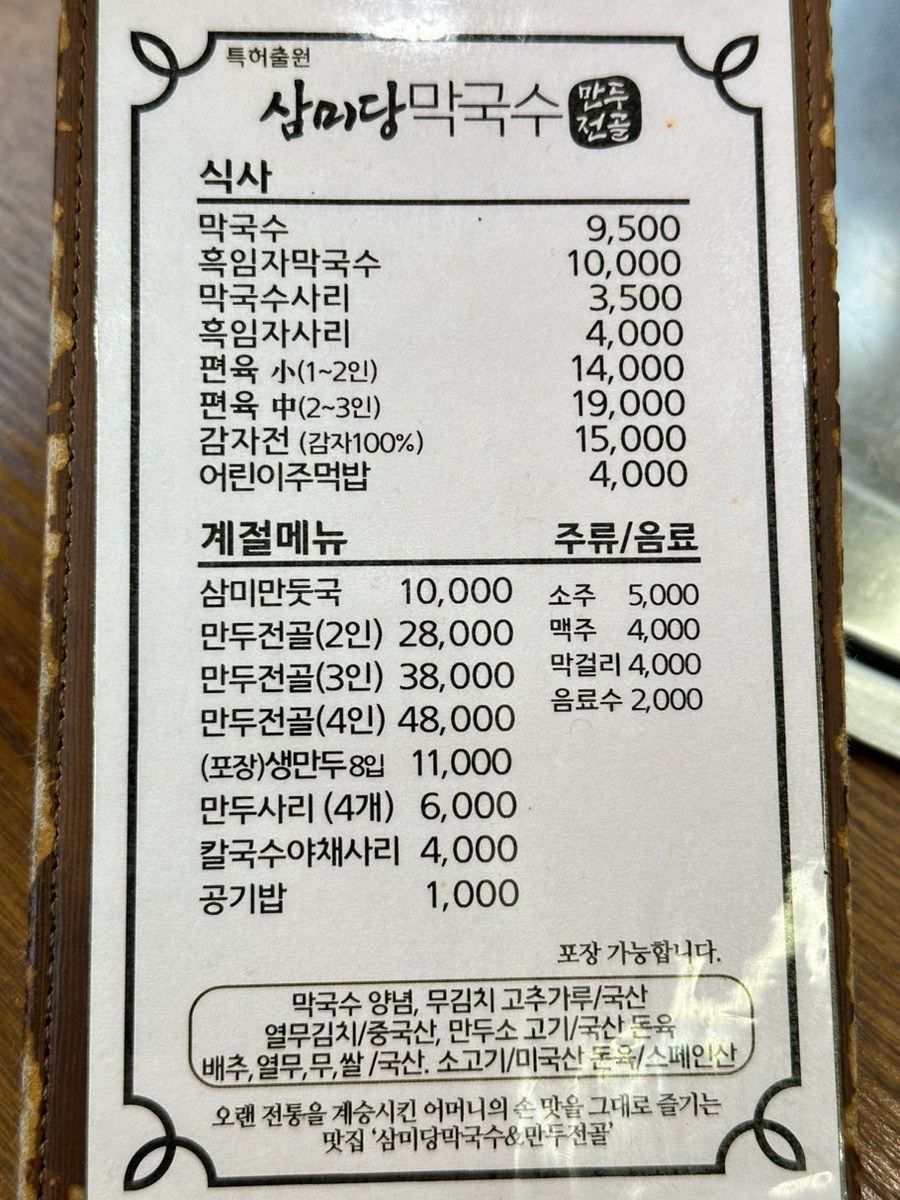 특허출원
삼미당막국수 만두전골
식사
막국수 9,500
흑임자막국수 10,000
막국수사리 3,500
흑임자사리 4,000
편육 小(1~2인) 14,000
편육 中(2~3인) 19,000
감자전 (감자100%) 15,000
어린이주먹밥 4,000
계절메뉴
삼미만둣국 10,000
만두전골(2인) 28,000
만두전골(3인) 38,000
만두전골(4인) 48,000
(포장)생만두8입 11,000
만두사리 (4개) 6,000
칼국수야채사리 4,000
공기밥 1,000
주류/음료
소주 5,000
맥주 4,000
막걸리 4,000
음료수 2,000
포장 가능합니다.
막국수 양념, 무김치 고추가루/국산
열무김치/중국산, 만두소 고기/국산 돈육
배추,열무,무,쌀 /국산. 소고기/미국산 돈육/스페인산
오랜 전통을 계승시킨 어머니의 손 맛을 그대로 즐기는
맛집 '삼미당막국수&만두전골'